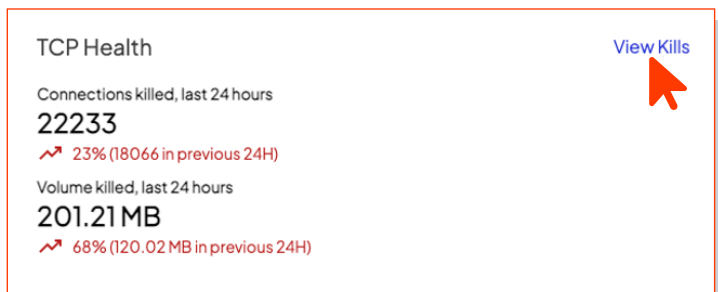 TCP Health
View Kills
Connections killed, last 24 hours
22233
23% (18066 in previous 24H)
Volume killed, last 24 hours
201.21 MB
68% (120.02 MB in previous 24H)